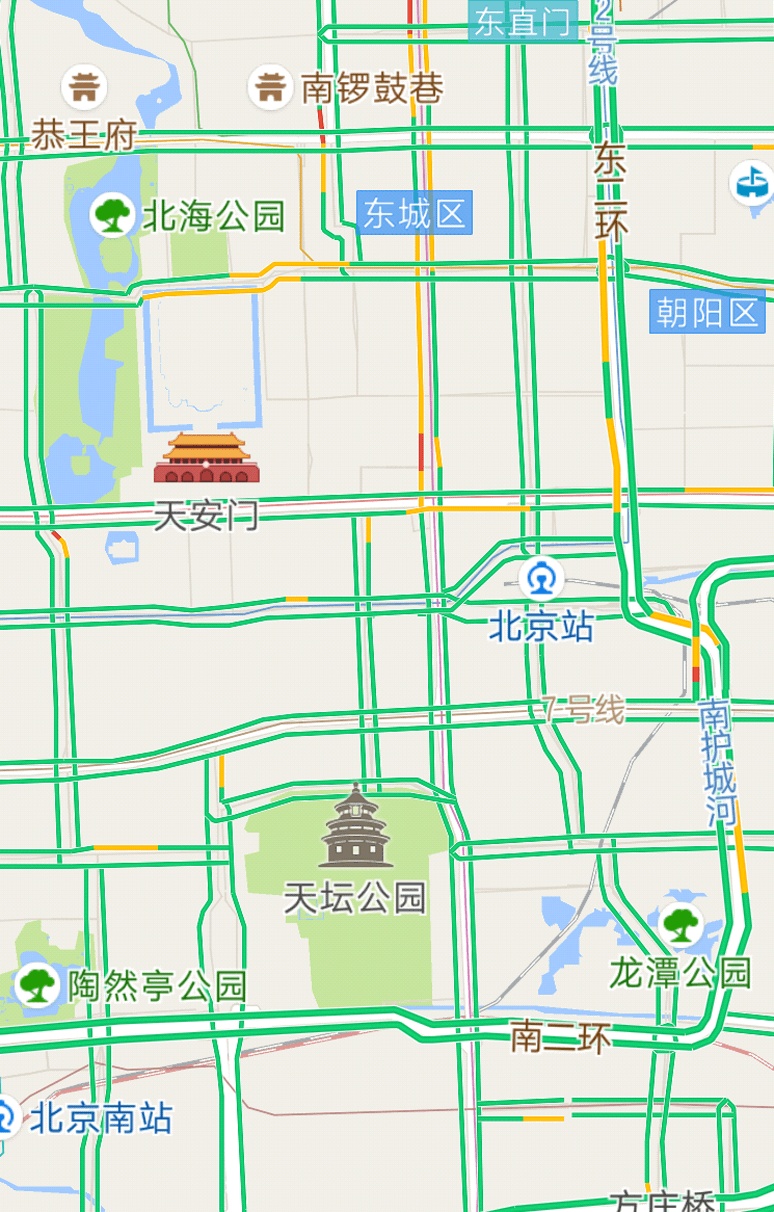 东直门
2号线
南锣鼓巷
恭王府
东二环
北海公园
东城区
朝阳区
天安门
北京站
7号线
南护城河
天坛公园
龙潭公园
陶然亭公园
南二环
北京南站
方庄桥